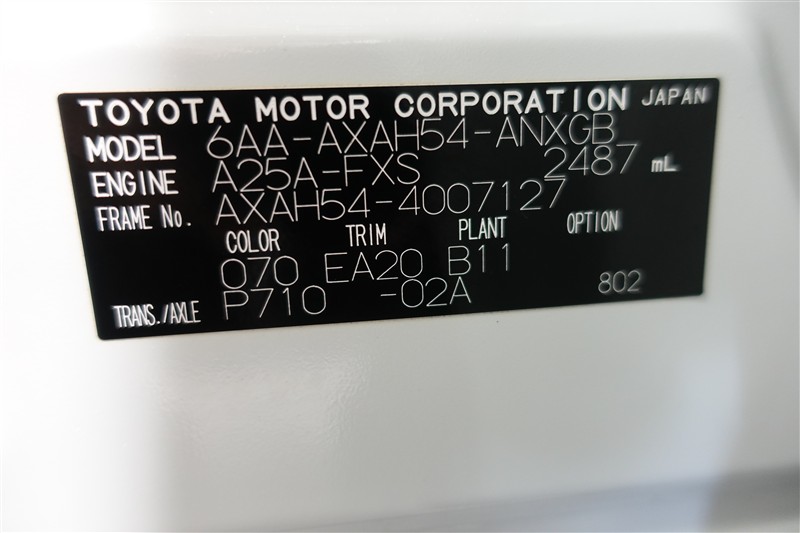 TOYOTA MOTOR CORPORATION JAPAN
MODEL 6AA-AXAH54-ANXGB
ENGINE A25A-FXS 2487 mL
FRAME No. AXAH54-4007127
COLOR TRIM PLANT OPTION
070 EA20 B11
TRANS./AXLE P710 -02A 802